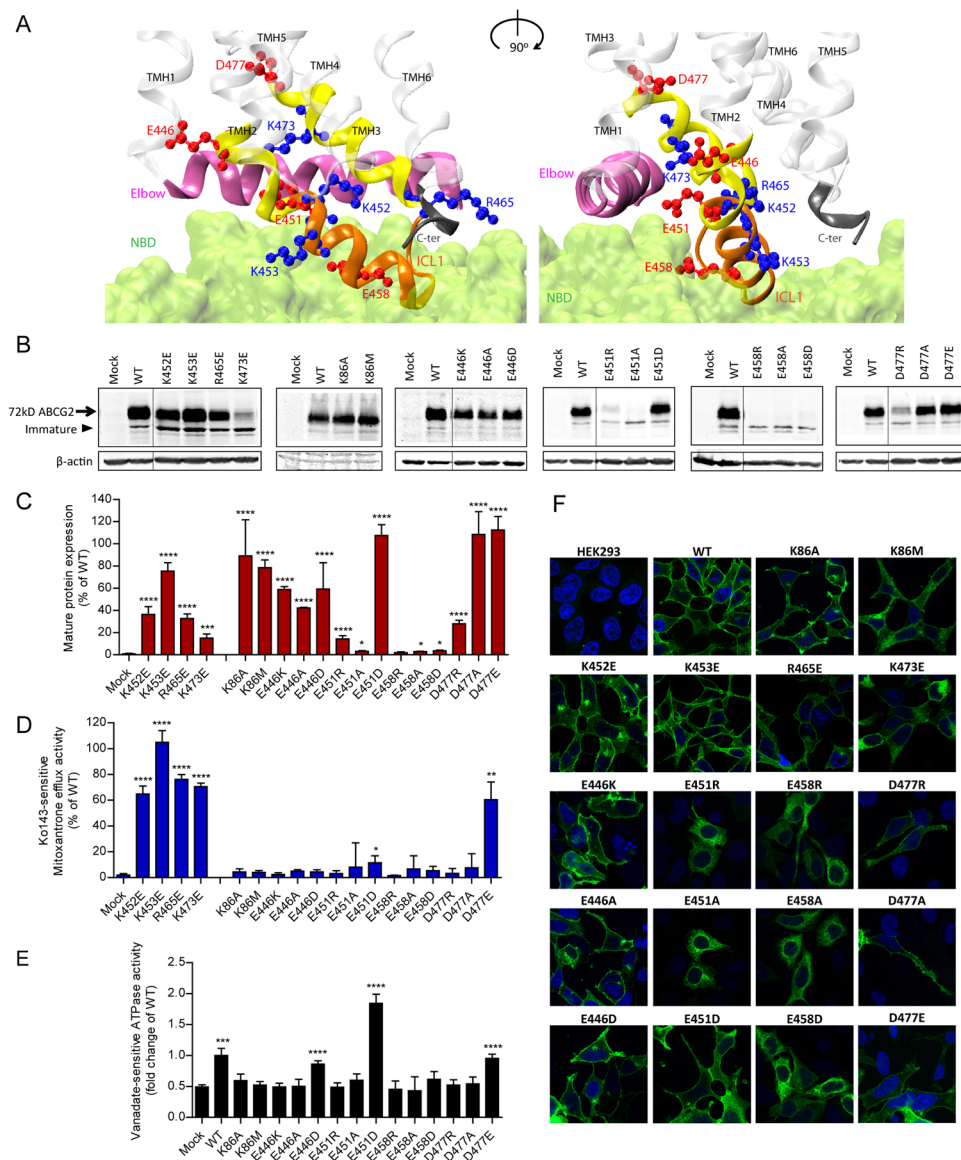 A
TMH5
TMH1
D477
TMH4
TMH6
K473
E446
TMH2
TMH3
Elbow
E451
K452
R465
NBD
K453
C-ter
ICL1
E458
90º
TMH3
D477
TMH6
TMH5
TMH4
TMH1
TMH2
Elbow
E446
K473
R465
K452
E451
C-ter
K453
E458
NBD
ICL1
B
Mock WT K452E K453E R465E K473E
Mock WT K86A K86M
Mock WT E446K E446A E446D
Mock WT E451R E451A E451D
Mock WT E458R E458A E458D
Mock WT D477R D477A D477E
72kD ABCG2
Immature
β-actin
C
Mature protein expression
(% of WT)
140
120
100
80
60
40
20
0
**** **** **** *** **** **** **** **** **** **** * **** * * **** **** ****
Mock K452E K453E R465E K473E K86A K86M E446K E446A E446D E451R E451A E451D E458R E458A E458D D477R D477A D477E
D
Ko143-sensitive
Mitoxantrone efflux activity
(% of WT)
120
100
80
60
40
20
0
**** **** **** **** * **
Mock K452E K453E R465E K473E K86A K86M E446K E446A E446D E451R E451A E451D E458R E458A E458D D477R D477A D477E
E
Vanadate-sensitive ATPase activity
(fold change of WT)
2.5
2.0
1.5
1.0
0.5
0.0
*** **** **** ****
Mock WT K86A K86M E446K E446A E446D E451R E451A E451D E458R E458A E458D D477R D477A D477E
F
HEK293 WT K86A K86M
K452E K453E R465E K473E
E446K E451R E458R D477R
E446A E451A E458A D477A
E446D E451D E458D D477E